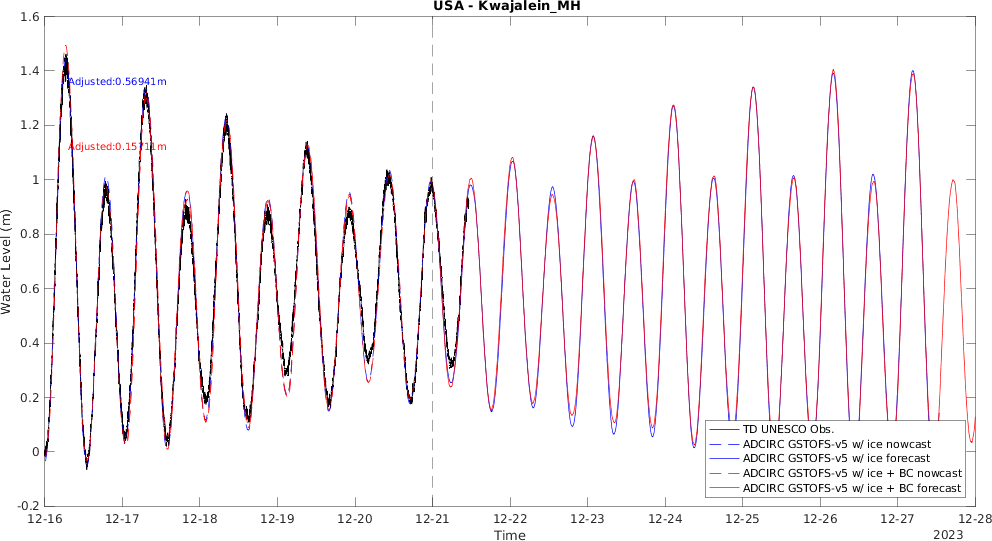 USA - Kwajalein_MH
1.6
1.4
1.2
1
0.8
0.6
0.4
0.2
0
-0.2
Water Level (m)
Adjusted:0.56941m
Adjusted:0.15711m
TD UNESCO Obs.
ADCIRC GSTOFS-v5 w/ ice nowcast
ADCIRC GSTOFS-v5 w/ ice forecast
ADCIRC GSTOFS-v5 w/ ice + BC nowcast
ADCIRC GSTOFS-v5 w/ ice + BC forecast
12-16 12-17 12-18 12-19 12-20 12-21 12-22 12-23 12-24 12-25 12-26 12-27 12-28
Time
2023